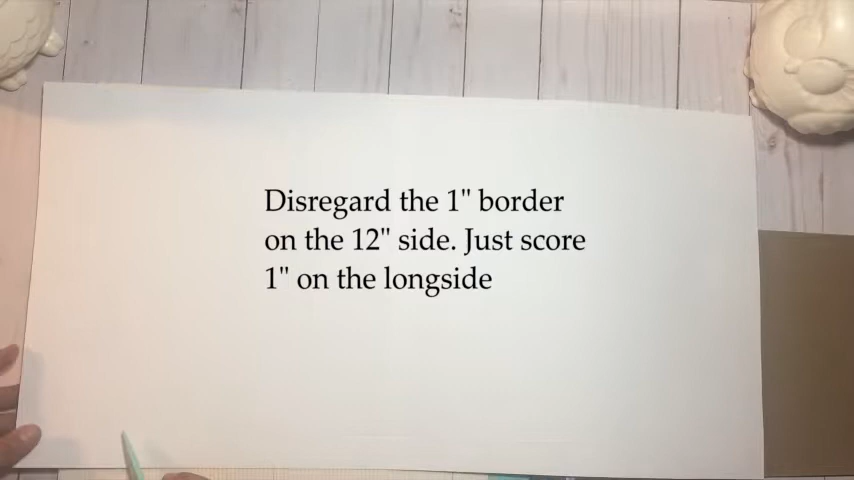 Disregard the 1" border
on the 12" side. Just score
1" on the longside